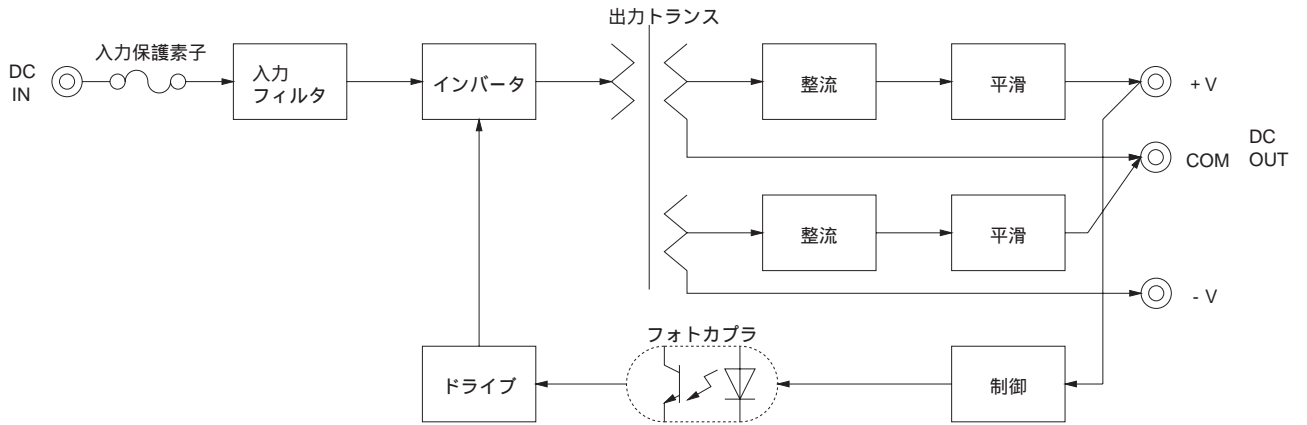 出力トランス
入力保護素子
DC
IN
入力
フィルタ
インバータ
整流
平滑
+V
COM
DC
OUT
整流
平滑
- V
フォトカプラ
ドライブ
制御